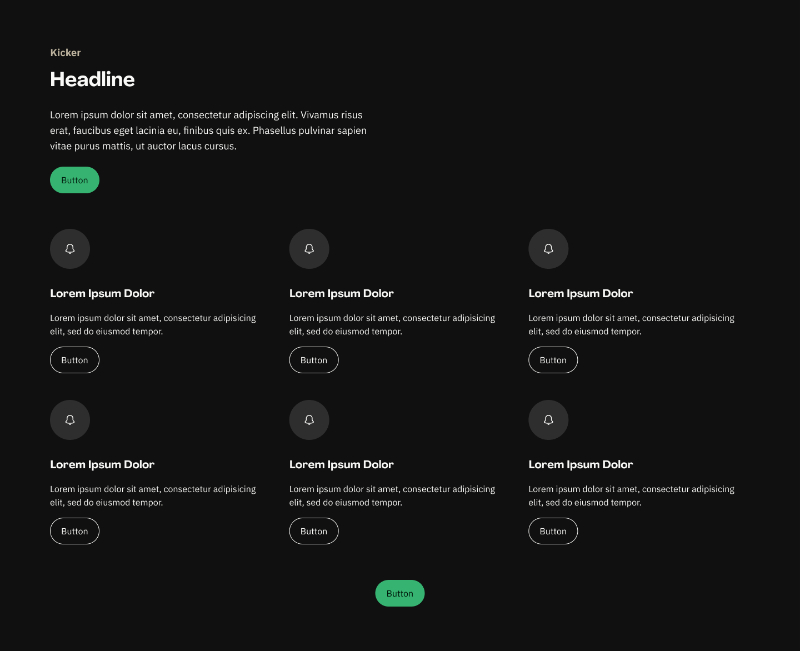 Kicker
Headline
Lorem ipsum dolor sit amet, consectetur adipiscing elit. Vivamus risus
erat, faucibus eget lacinia eu, finibus quis ex. Phasellus pulvinar sapien
vitae purus mattis, ut auctor lacus cursus.
Button
Lorem Ipsum Dolor
Lorem ipsum dolor sit amet, consectetur adipisicing
elit, sed do eiusmod tempor.
Button
Lorem Ipsum Dolor
Lorem ipsum dolor sit amet, consectetur adipisicing
elit, sed do eiusmod tempor.
Button
Lorem Ipsum Dolor
Lorem ipsum dolor sit amet, consectetur adipisicing
elit, sed do eiusmod tempor.
Button
Lorem Ipsum Dolor
Lorem ipsum dolor sit amet, consectetur adipisicing
elit, sed do eiusmod tempor.
Button
Lorem Ipsum Dolor
Lorem ipsum dolor sit amet, consectetur adipisicing
elit, sed do eiusmod tempor.
Button
Lorem Ipsum Dolor
Lorem ipsum dolor sit amet, consectetur adipisicing
elit, sed do eiusmod tempor.
Button
Button